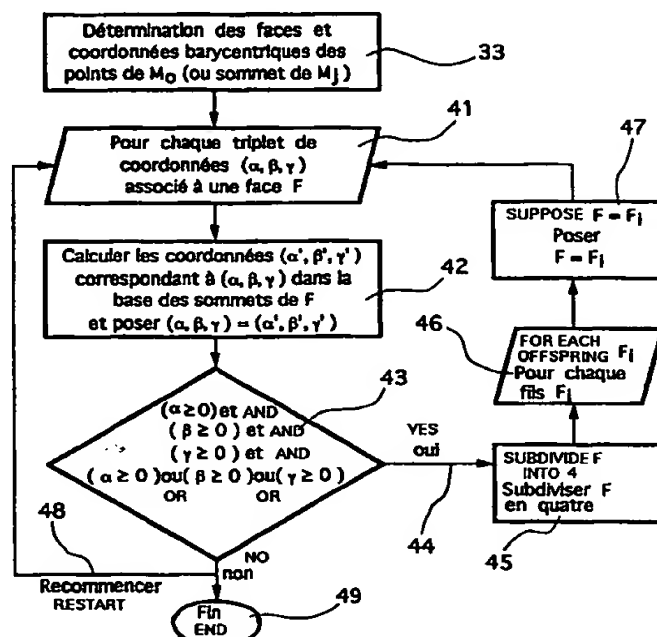 Détermination des faces et
coordonnées barycentriques des
points de M₀ (ou sommet de Mj)
33
41
Pour chaque triplet de
coordonnées (α, β, γ)
associé à une face F
Calculer les coordonnées (α', β', γ')
correspondant à (α, β, γ) dans la
base des sommets de F
et poser (α, β, γ) = (α', β', γ')
42
43
(α ≥ 0) et AND
(β ≥ 0) et AND
(γ ≥ 0) et AND
(α ≥ 0) ou (β ≥ 0) ou (γ ≥ 0)
OR OR
YES
oui
44
NO
non
48
Recommencer
RESTART
Fin
END
49
47
SUPPOSE F = Fi
Poser
F = Fi
46
FOR EACH
OFFSPRING Fi
Pour chaque
fils Fi
SUBDIVIDE F
INTO 4
Subdiviser F
en quatre
45